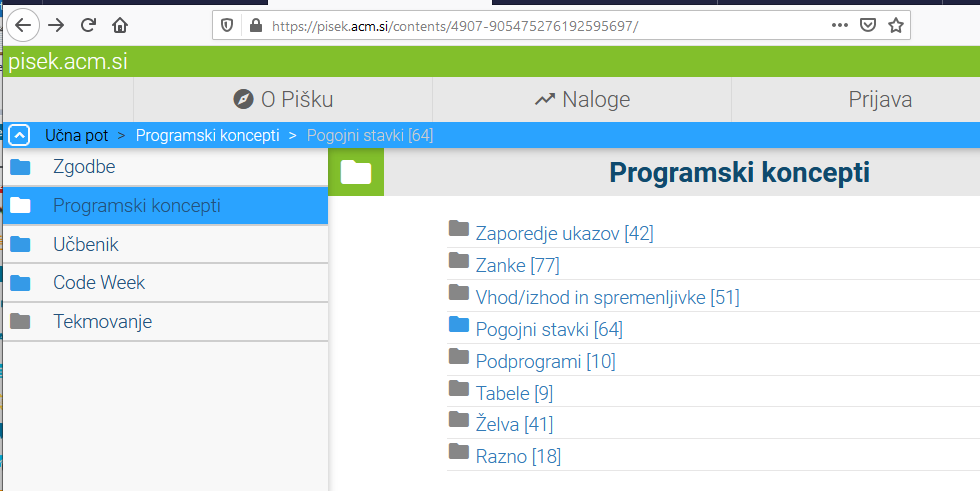 https://pisek.acm.si/contents/4907-905475276192595697/
pisek.acm.si
O Pišku Naloge Prijava
Učna pot > Programski koncepti > Pogojni stavki [64]
Zgodbe
Programski koncepti
Učbenik
Code Week
Tekmovanje
Programski koncepti
Zaporedje ukazov [42]
Zanke [77]
Vhod/izhod in spremenljivke [51]
Pogojni stavki [64]
Podprogrami [10]
Tabele [9]
Želva [41]
Razno [18]